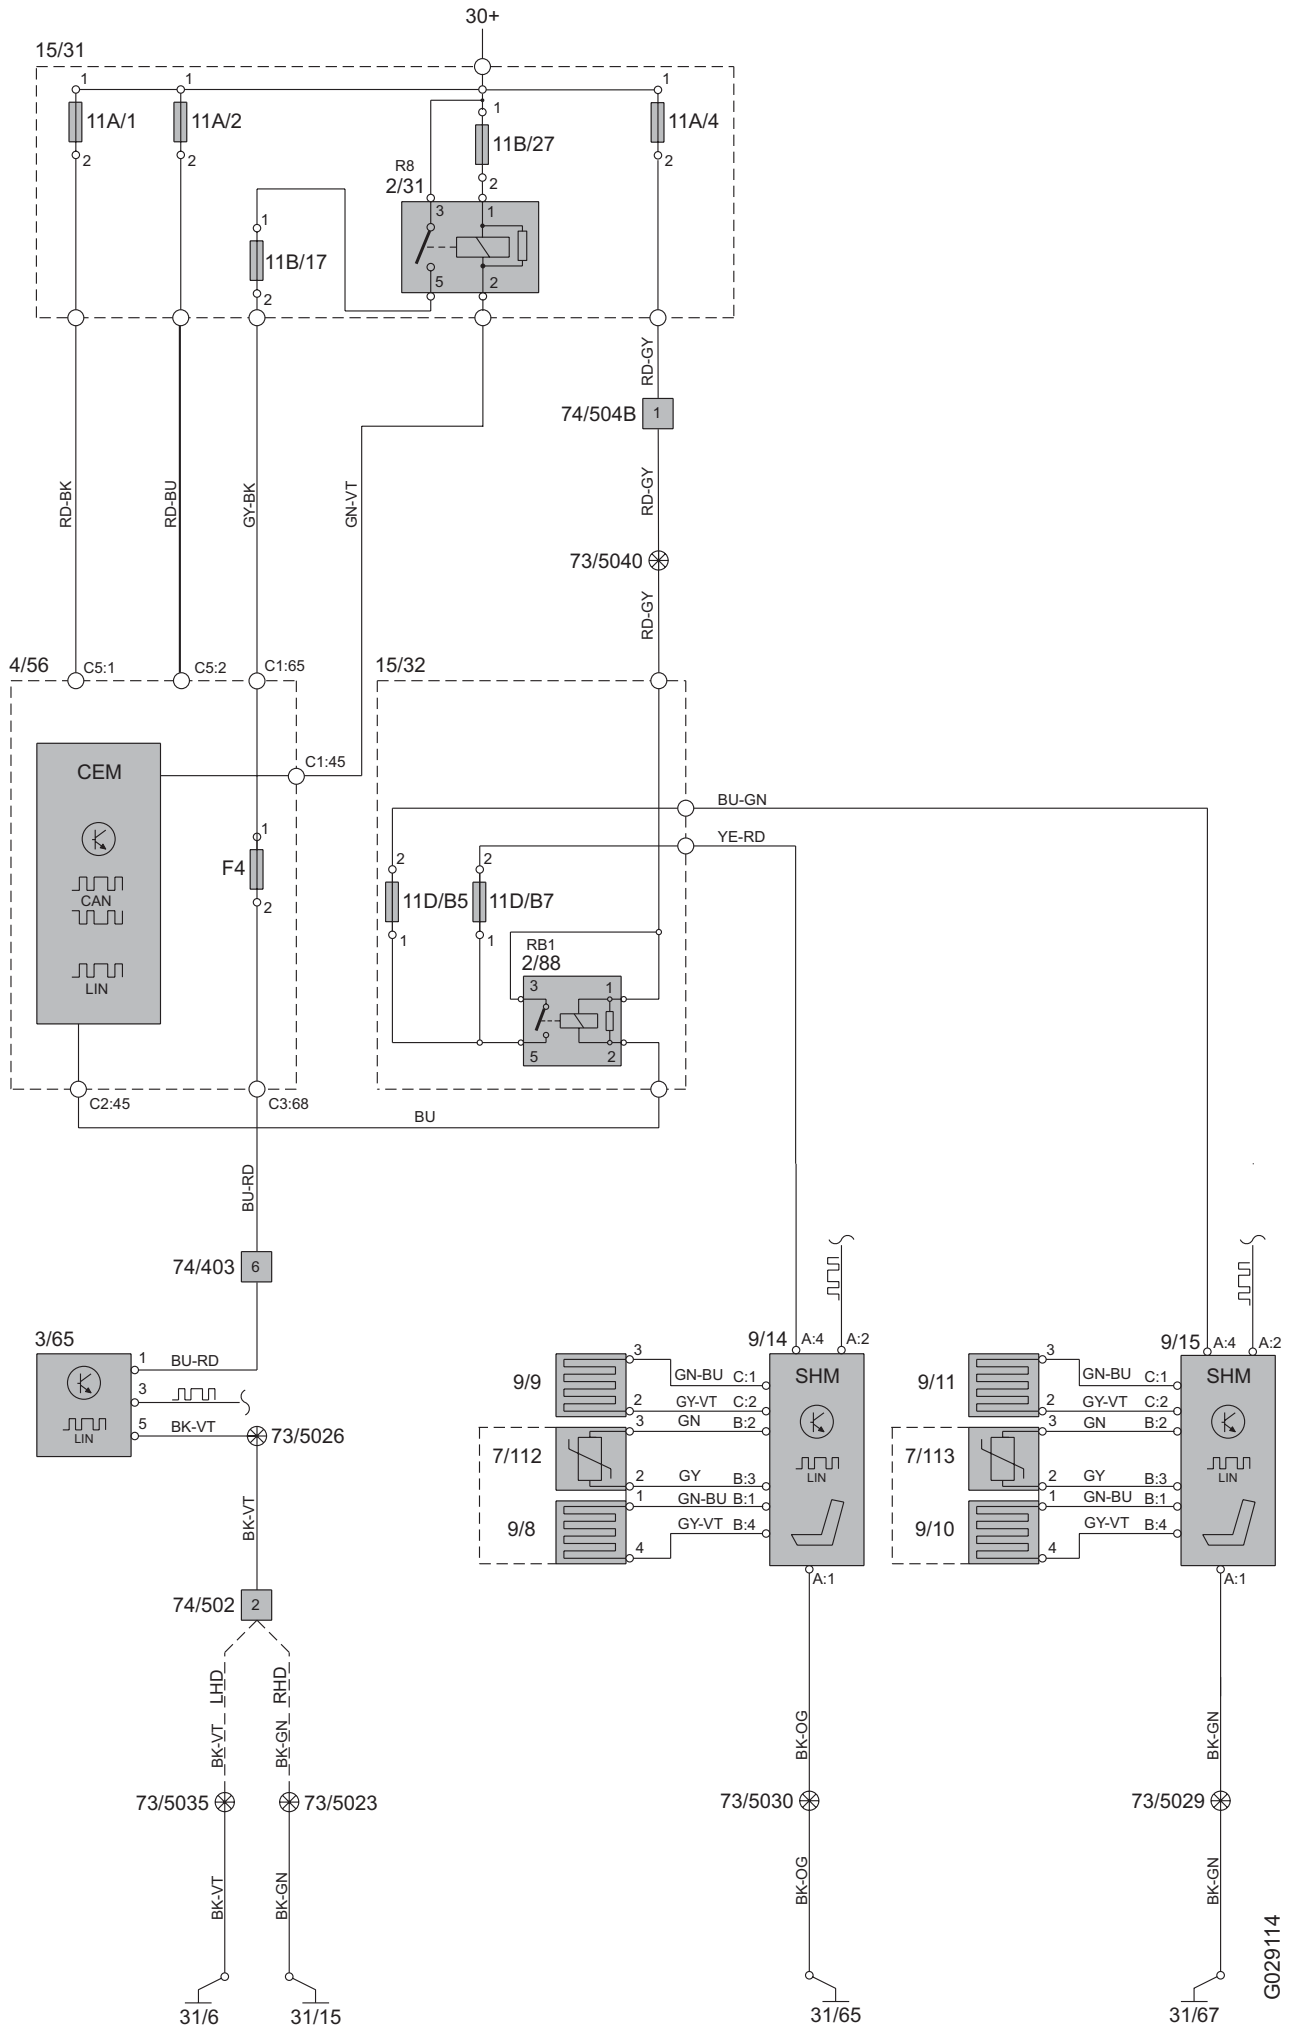 30+
15/31
1
1
1
1
11A/1
11A/2
11B/27
11A/4
2
2
2
2
R8
2/31
3
1
1
11B/17
5
2
2
RD-GY
74/504B
1
RD-BK
RD-BU
GY-BK
GN-VT
RD-GY
73/5040
RD-GY
4/56
C5:1
C5:2
C1:65
15/32
CEM
C1:45
BU-GN
1
YE-RD
F4
2
2
2
CAN
11D/B5
11D/B7
1
1
RB1
2/88
LIN
3
1
5
2
C2:45
C3:68
BU
BU-RD
74/403
6
3/65
9/14
A:4
A:2
9/15
A:4
A:2
1
BU-RD
3
LIN
5
BK-VT
73/5026
9/9
3
GN-BU
C:1
SHM
2
GY-VT
C:2
3
GN
B:2
7/112
LIN
2
GY
B:3
1
GN-BU
B:1
9/8
GY-VT
B:4
4
A:1
9/11
3
GN-BU
C:1
SHM
2
GY-VT
C:2
3
GN
B:2
7/113
LIN
2
GY
B:3
1
GN-BU
B:1
9/10
GY-VT
B:4
4
A:1
BK-VT
74/502
2
LHD
RHD
BK-VT
BK-GN
BK-OG
BK-GN
73/5035
73/5023
73/5030
73/5029
BK-VT
BK-GN
BK-OG
BK-GN
31/6
31/15
31/65
31/67
G029114